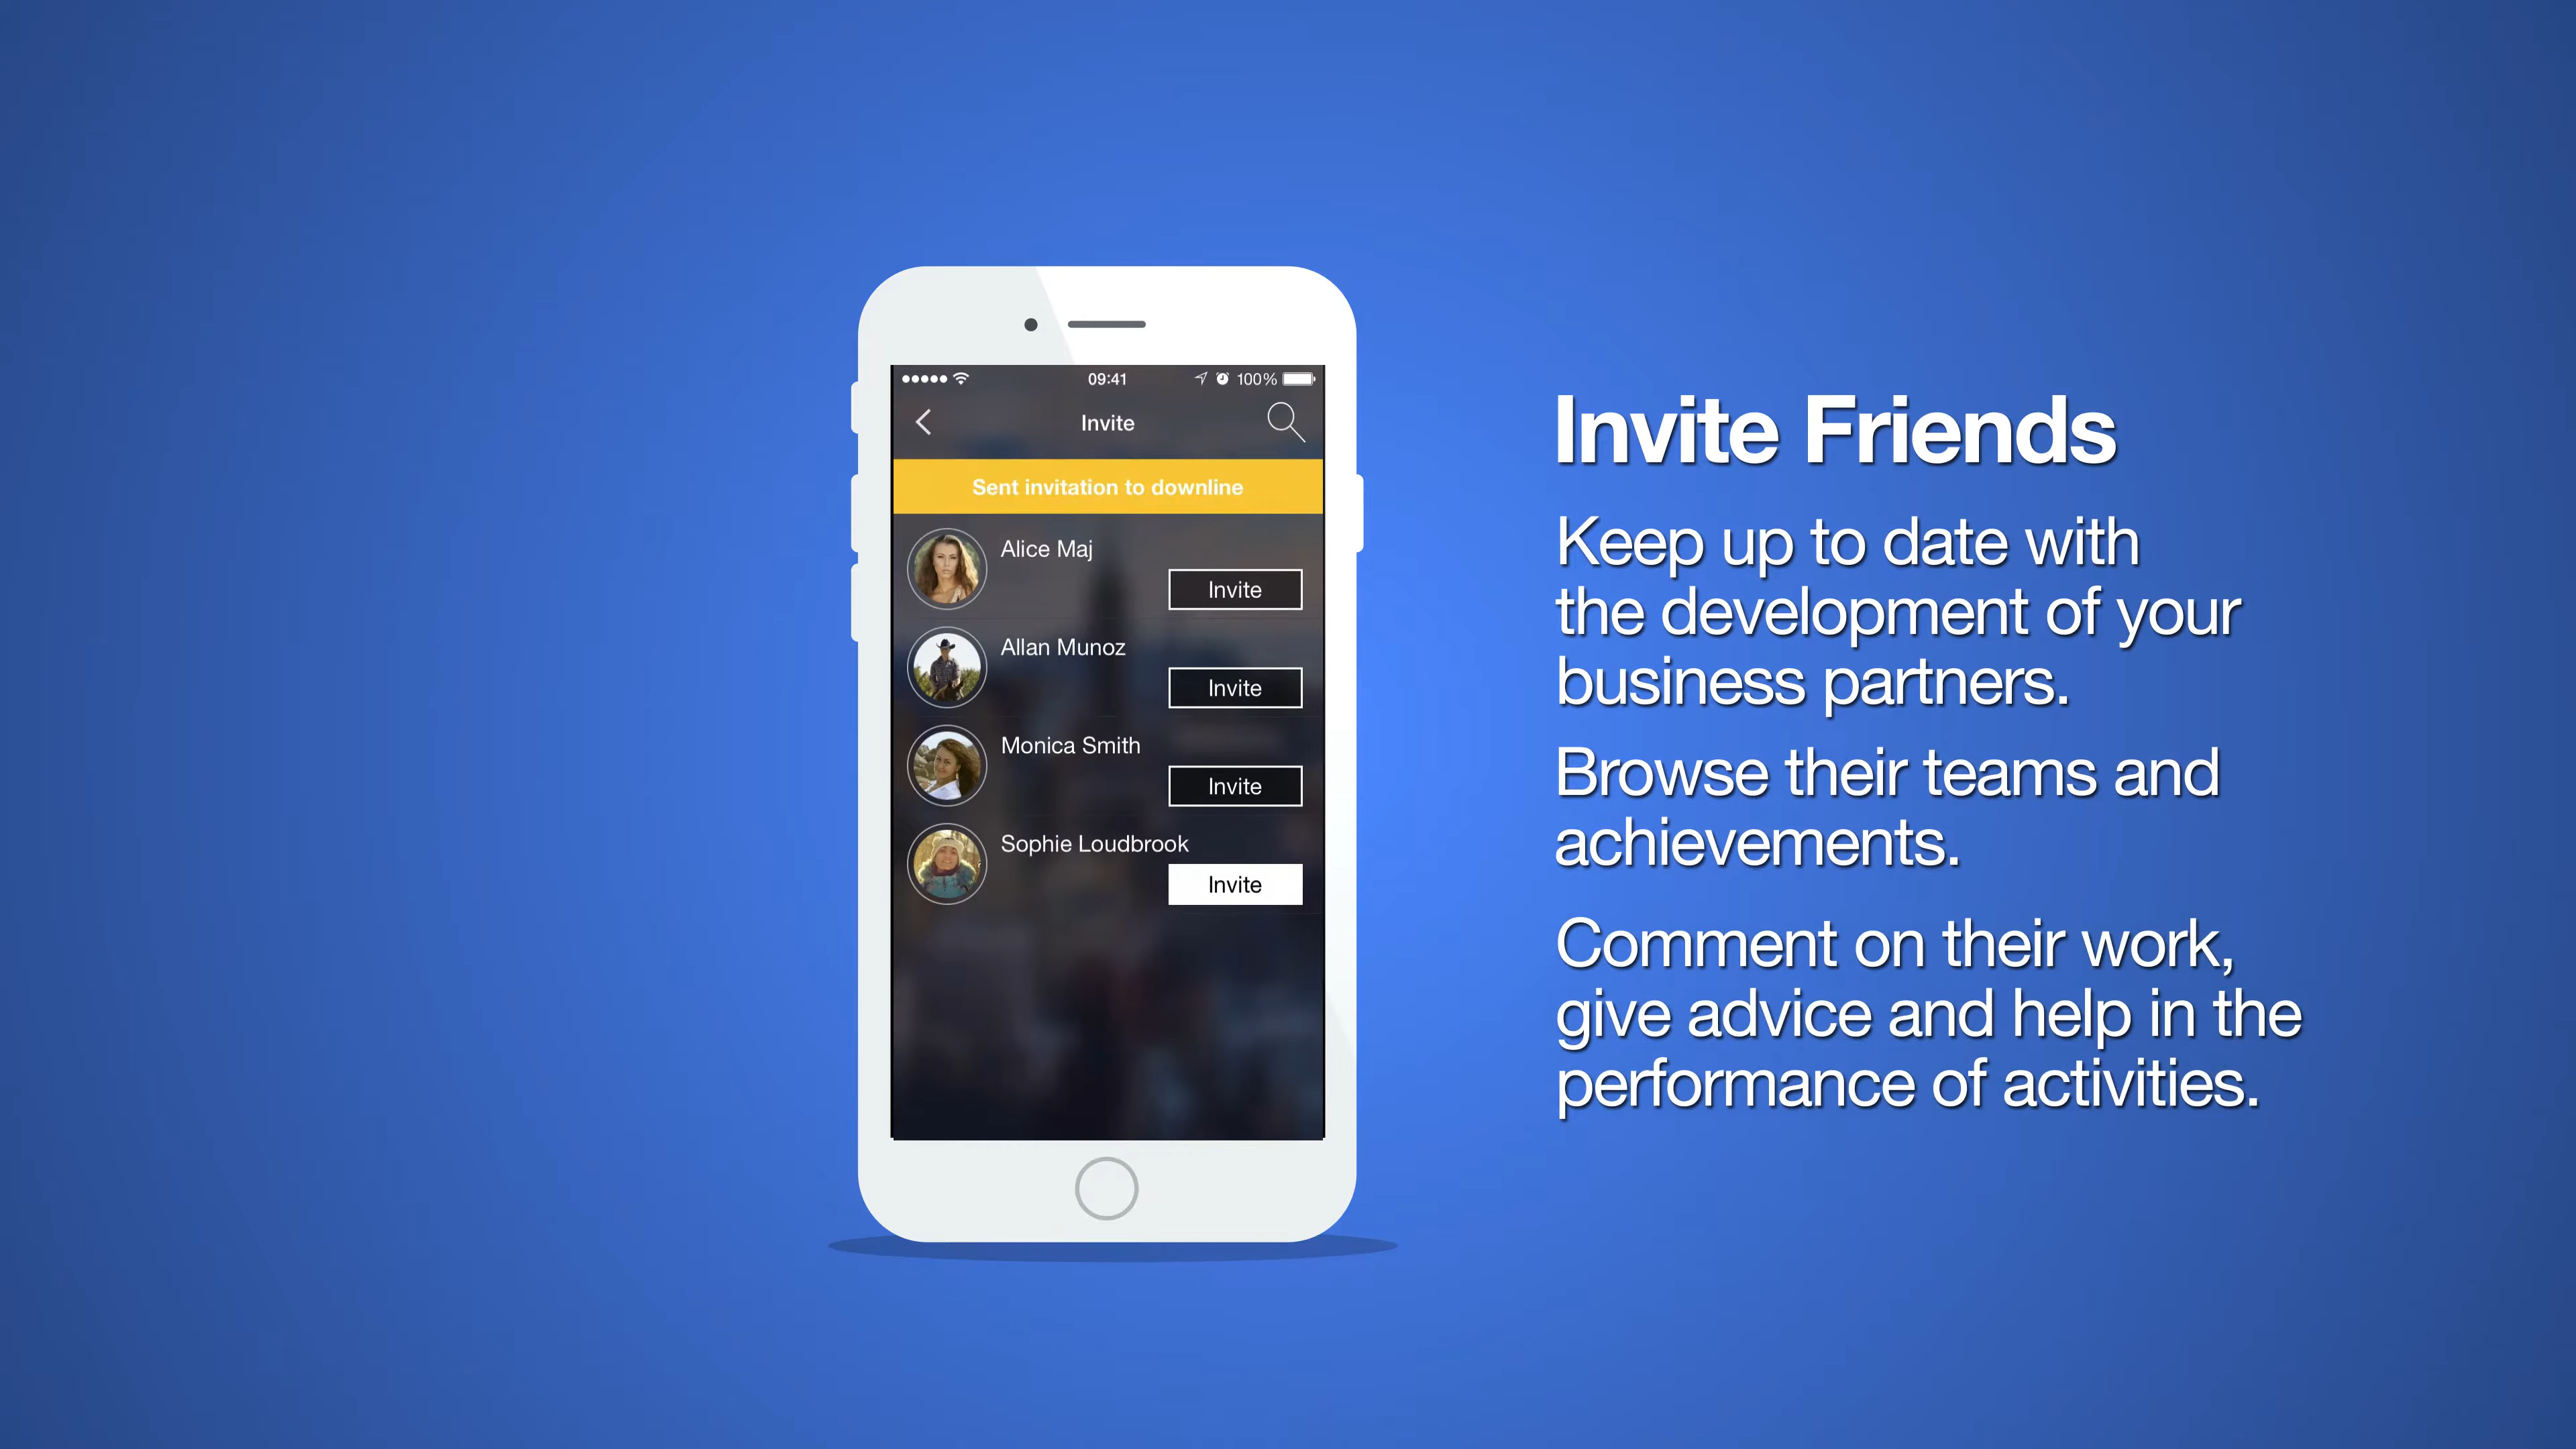 09:41
100%
Invite
Sent invitation to downline
Alice Maj
Invite
Allan Munoz
Invite
Monica Smith
Invite
Sophie Loudbrook
Invite
Invite Friends
Keep up to date with
the development of your
business partners.
Browse their teams and
achievements.
Comment on their work,
give advice and help in the
performance of activities.